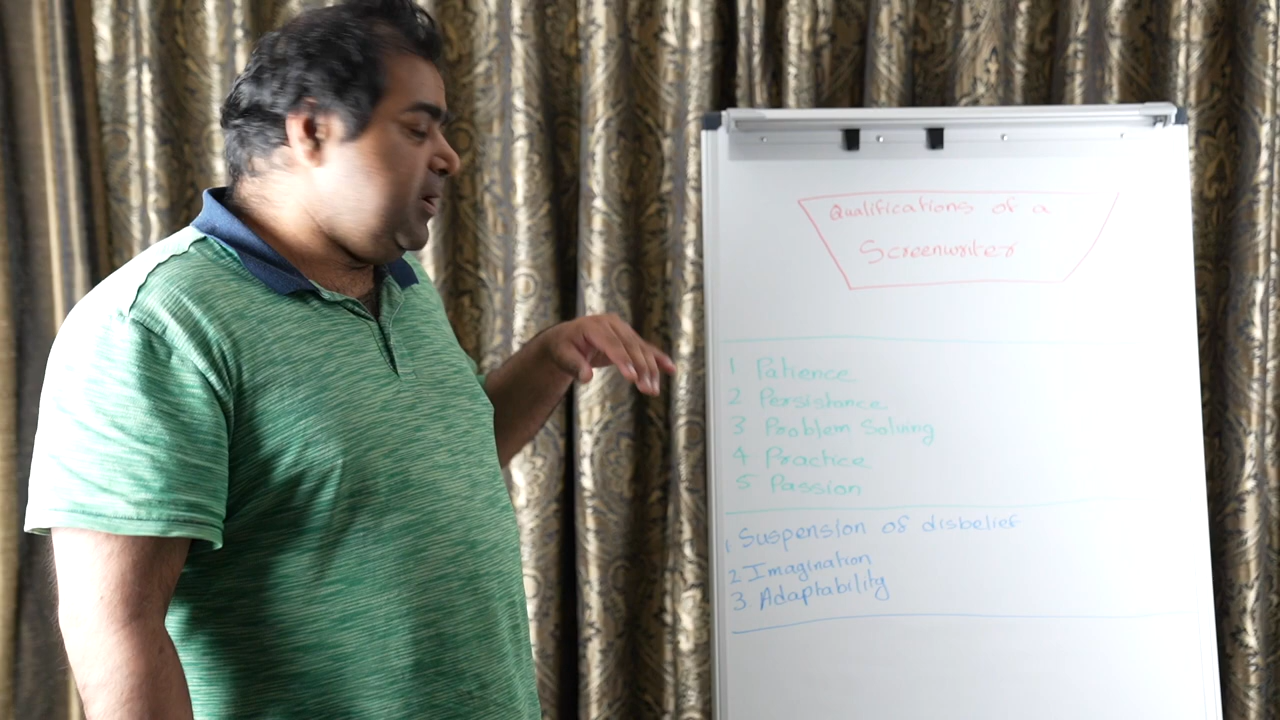 Qualifications of a
Screenwriter
1 Patience
2 Persistance
3 Problem Solving
4 Practice
5 Passion
1 Suspension of disbelief
2 Imagination
3 Adaptability